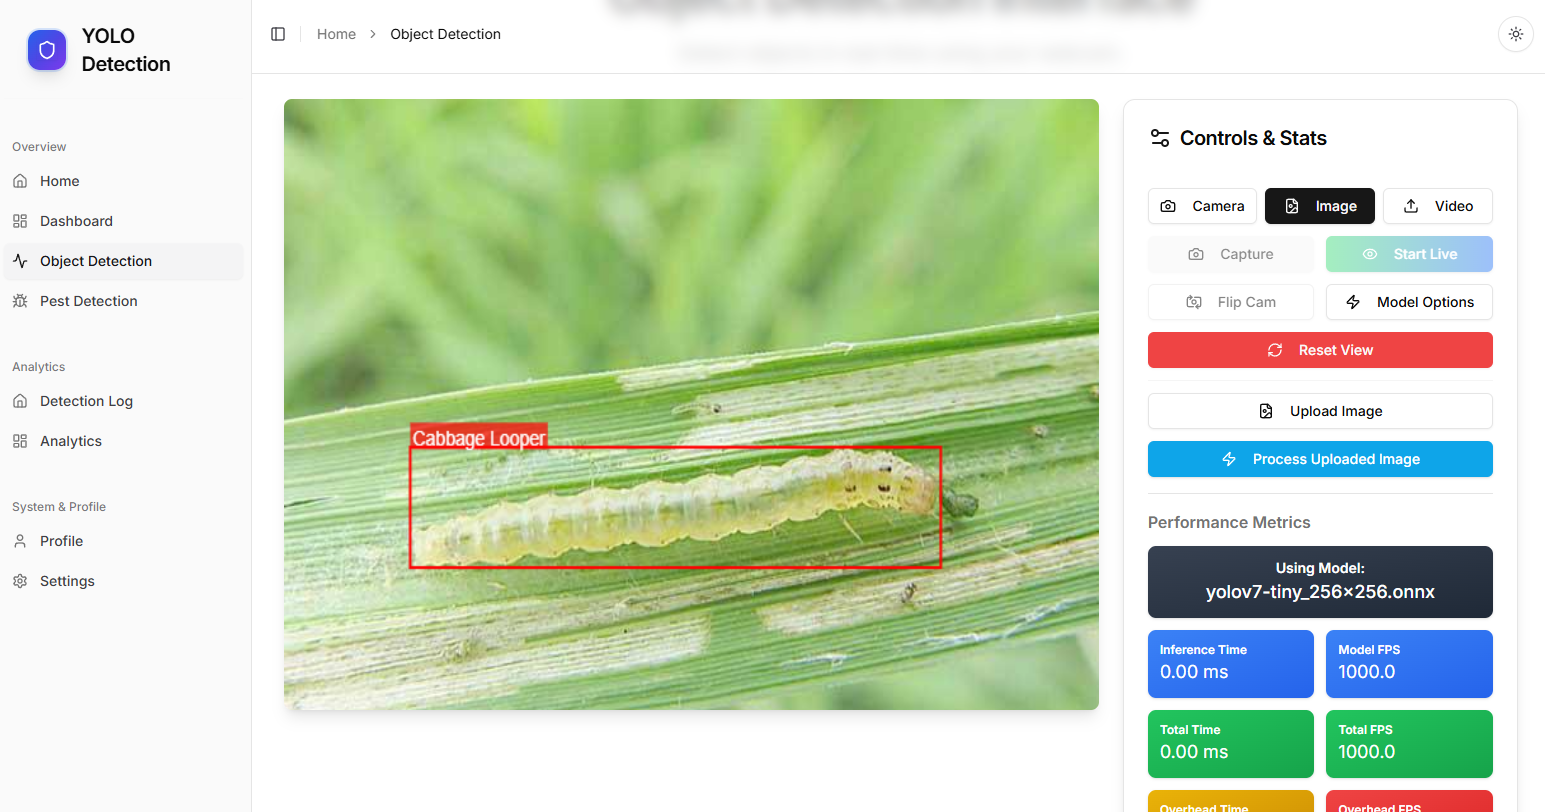 YOLO
Detection
Home
Object Detection
Overview
Home
Dashboard
Object Detection
Pest Detection
Analytics
Detection Log
Analytics
System & Profile
Profile
Settings
Cabbage Looper
Controls & Stats
Camera
Image
Video
Capture
Start Live
Flip Cam
Model Options
Reset View
Upload Image
Process Uploaded Image
Performance Metrics
Using Model:
yolov7-tiny_256×256.onnx
Inference Time
0.00 ms
Model FPS
1000.0
Total Time
0.00 ms
Total FPS
1000.0
Overhead Time
Overhead FPS